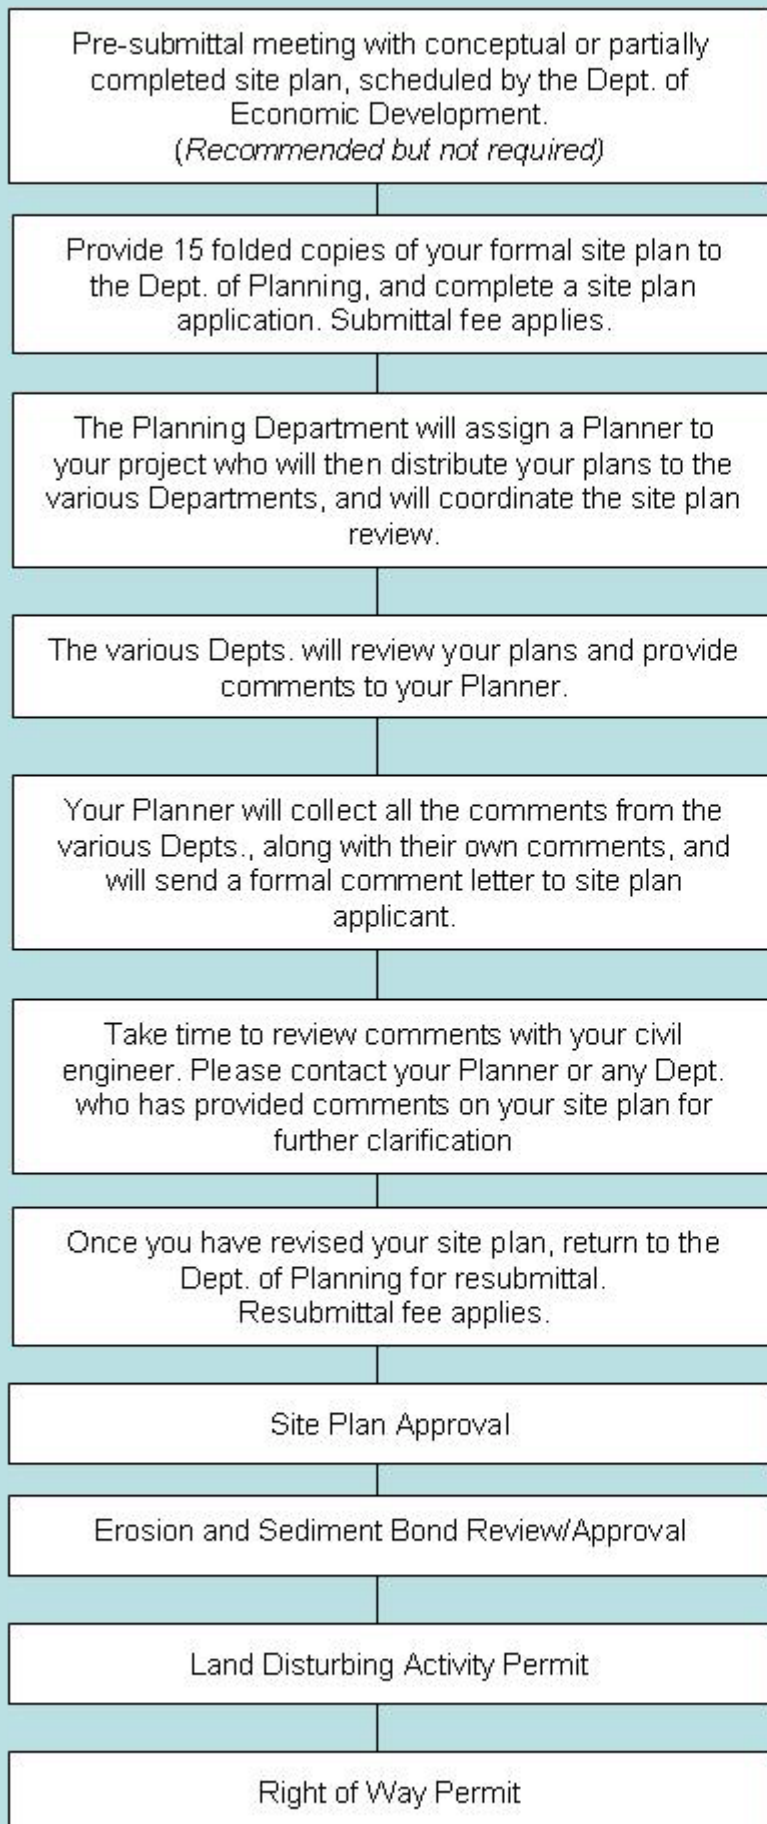 Pre-submittal meeting with conceptual or partially
completed site plan, scheduled by the Dept. of
Economic Development.
(Recommended but not required)
Provide 15 folded copies of your formal site plan to
the Dept. of Planning, and complete a site plan
application. Submittal fee applies.
The Planning Department will assign a Planner to
your project who will then distribute your plans to the
various Departments, and will coordinate the site plan
review.
The various Depts. will review your plans and provide
comments to your Planner.
Your Planner will collect all the comments from the
various Depts., along with their own comments, and
will send a formal comment letter to site plan
applicant.
Take time to review comments with your civil
engineer. Please contact your Planner or any Dept.
who has provided comments on your site plan for
further clarification
Once you have revised your site plan, return to the
Dept. of Planning for resubmittal.
Resubmittal fee applies.
Site Plan Approval
Erosion and Sediment Bond Review/Approval
Land Disturbing Activity Permit
Right of Way Permit